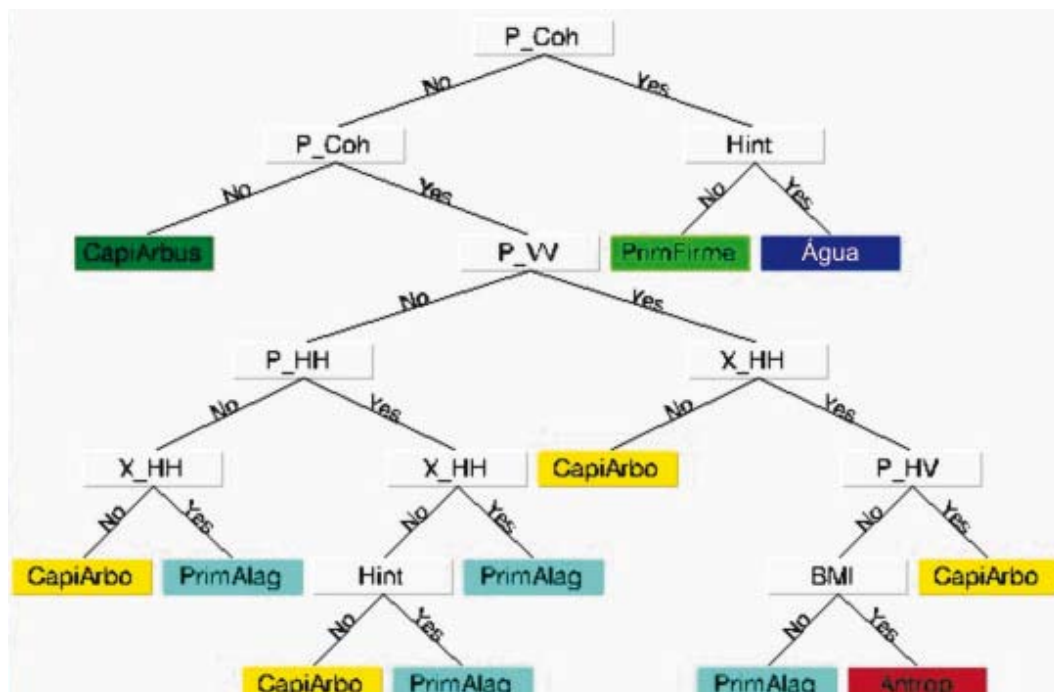 P_Coh
No Yes
P_Coh Hint
No Yes No Yes
CapiArbus P_VV PrimFirme Água
No Yes
P_HH X_HH
No Yes No Yes
X_HH X_HH CapiArbo P_HV
No Yes No Yes No Yes
CapiArbo PrimAlag Hint PrimAlag BMI CapiArbo
No Yes No Yes
CapiArbo PrimAlag PrimAlag Antrop